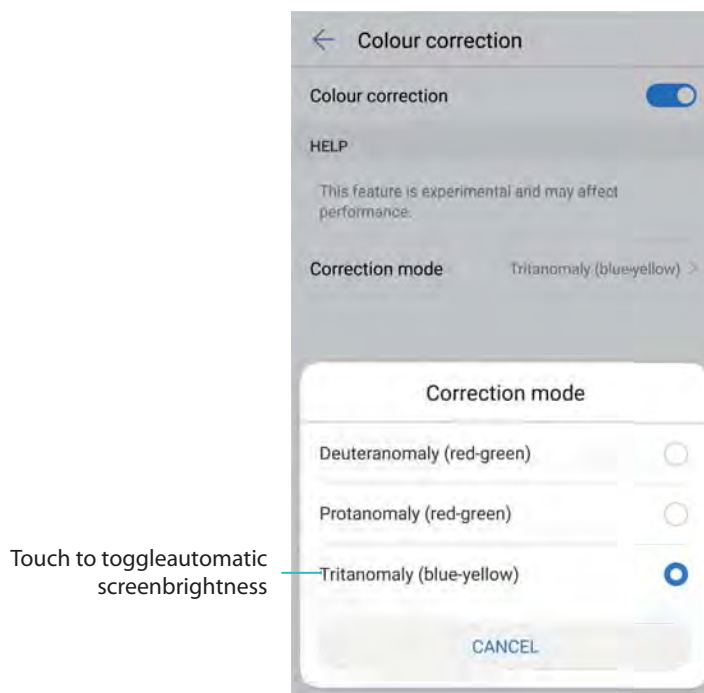 Colour correction
Colour correction
HELP
This feature is experimental and may affect
performance.
Correction mode Tritanomaly (blue-yellow)
Correction mode
Deuteranomaly (red-green)
Protanomaly (red-green)
Touch to toggleautomatic
screenbrightness
Tritanomaly (blue-yellow)
CANCEL